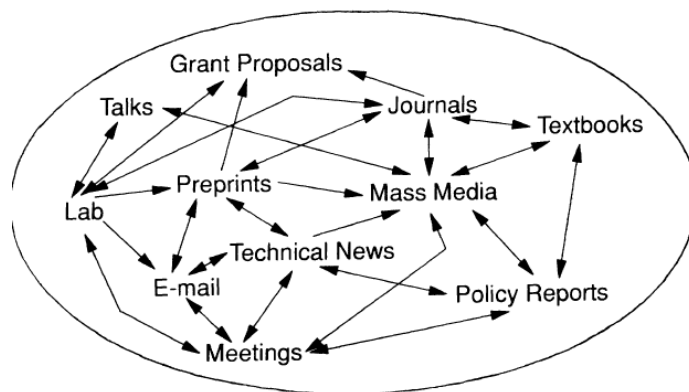 Grant Proposals
Talks
Journals
Textbooks
Preprints
Mass Media
Lab
Technical News
E-mail
Policy Reports
Meetings